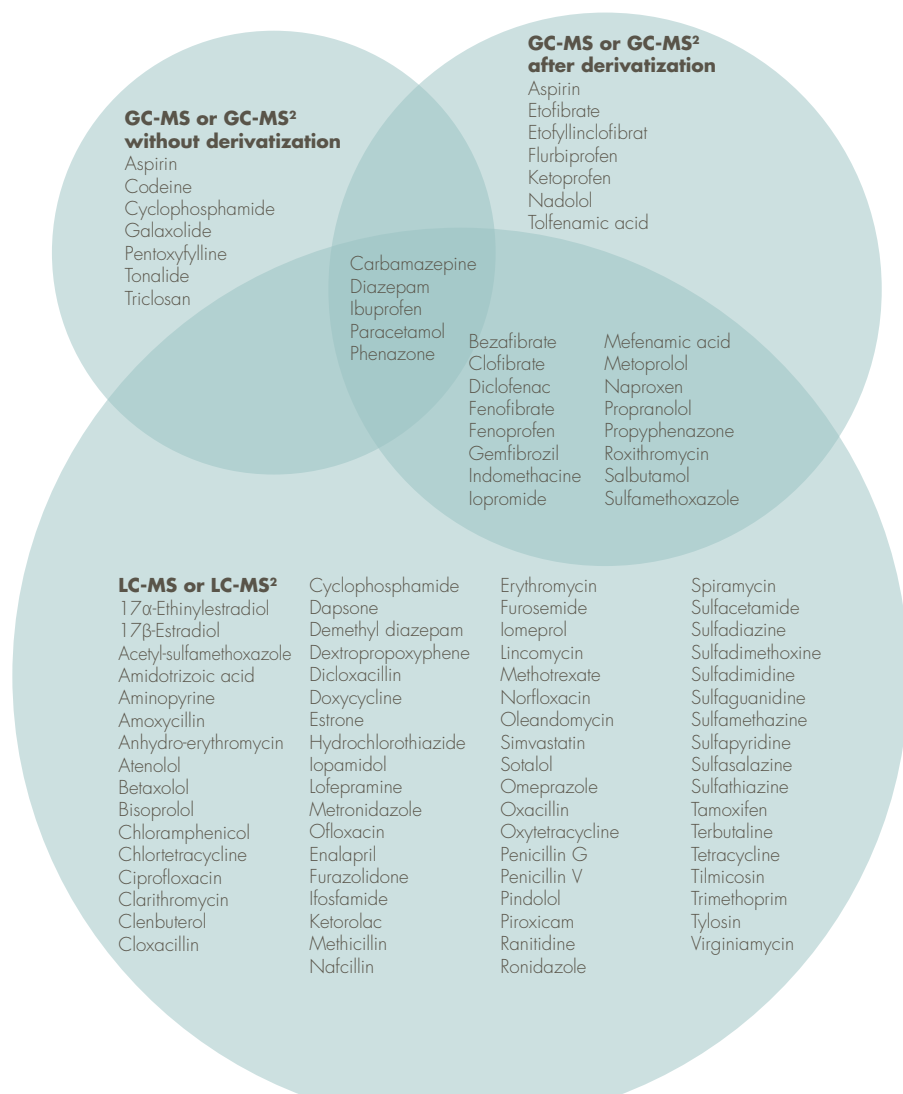 GC-MS or GC-MS²
without derivatization
Aspirin
Codeine
Cyclophosphamide
Galaxolide
Pentoxyfylline
Tonalide
Triclosan
GC-MS or GC-MS²
after derivatization
Aspirin
Etofibrate
Etofyllinclofibrat
Flurbiprofen
Ketoprofen
Nadolol
Tolfenamic acid
Carbamazepine
Diazepam
Ibuprofen
Paracetamol
Phenazone
Bezafibrate
Clofibrate
Diclofenac
Fenofibrate
Fenoprofen
Gemfibrozil
Indomethacine
Iopromide
Mefenamic acid
Metoprolol
Naproxen
Propranolol
Propyphenazone
Roxithromycin
Salbutamol
Sulfamethoxazole
LC-MS or LC-MS²
17α-Ethinylestradiol
17β-Estradiol
Acetyl-sulfamethoxazole
Amidotrizoic acid
Aminopyrine
Amoxycillin
Anhydro-erythromycin
Atenolol
Betaxolol
Bisoprolol
Chloramphenicol
Chlortetracycline
Ciprofloxacin
Clarithromycin
Clenbuterol
Cloxacillin
Cyclophosphamide
Dapsone
Demethyl diazepam
Dextropropoxyphene
Dicloxacillin
Doxycycline
Estrone
Hydrochlorothiazide
Iopamidol
Lofepramine
Metronidazole
Ofloxacin
Enalapril
Furazolidone
Ifosfamide
Ketorolac
Methicillin
Nafcillin
Erythromycin
Furosemide
Iomeprol
Lincomycin
Methotrexate
Norfloxacin
Oleandomycin
Simvastatin
Sotalol
Omeprazole
Oxacillin
Oxytetracycline
Penicillin G
Penicillin V
Pindolol
Piroxicam
Ranitidine
Ronidazole
Spiramycin
Sulfacetamide
Sulfadiazine
Sulfadimethoxine
Sulfadimidine
Sulfaguanidine
Sulfamethazine
Sulfapyridine
Sulfasalazine
Sulfathiazine
Tamoxifen
Terbutaline
Tetracycline
Tilmicosin
Trimethoprim
Tylosin
Virginiamycin